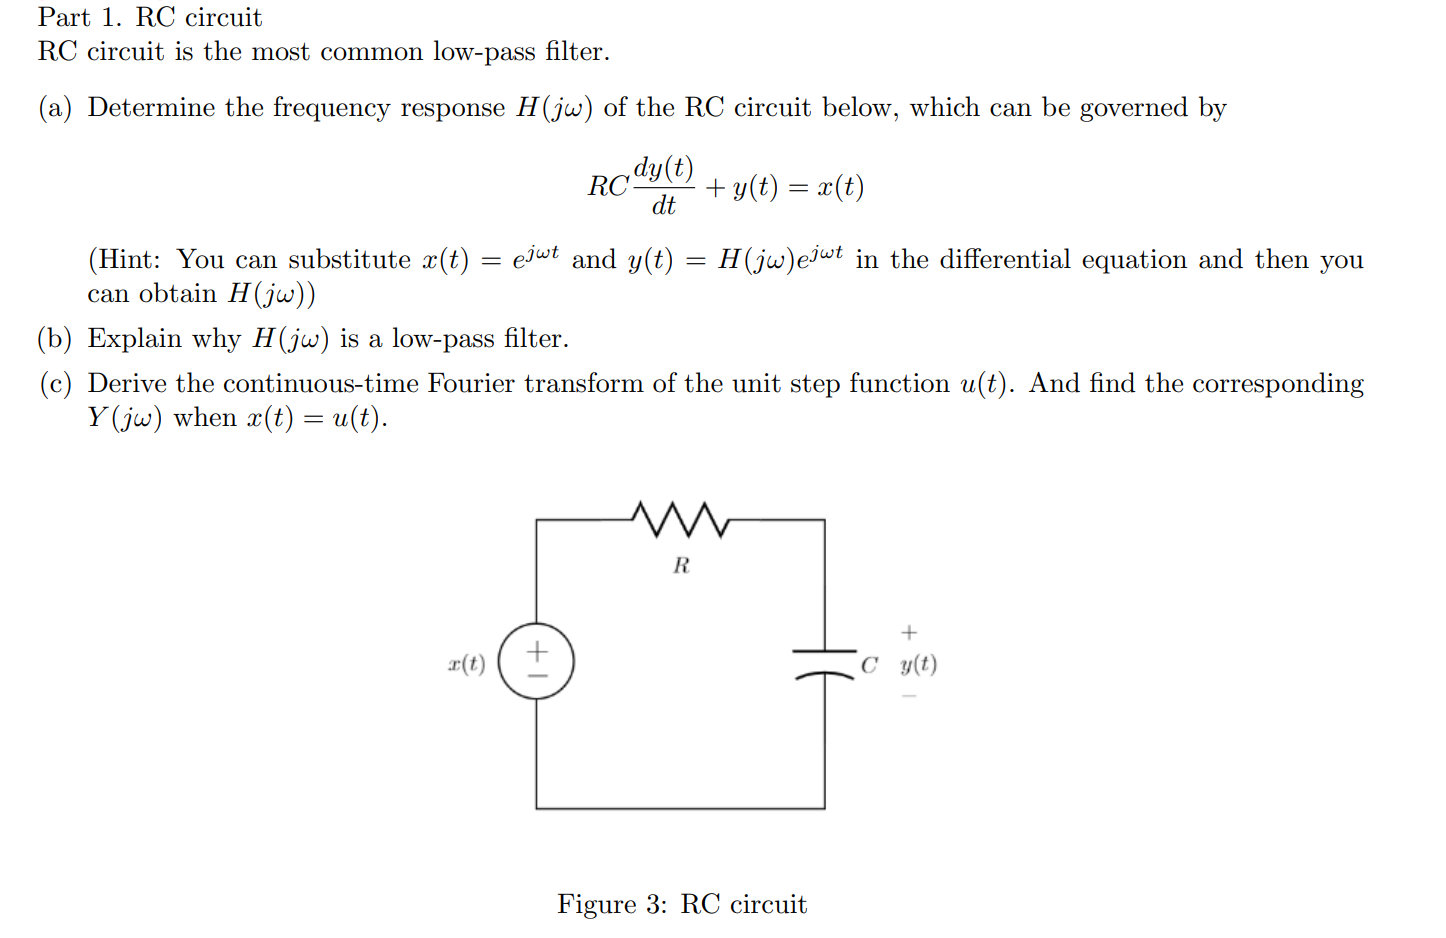 Part 1. RC circuit
RC circuit is the most common low-pass filter.
(a) Determine the frequency response H(jω) of the RC circuit below, which can be governed by
RC dy(t)/dt + y(t) = x(t)
(Hint: You can substitute x(t) = e^{jwt} and y(t) = H(jω)e^{jwt} in the differential equation and then you
can obtain H(jω))
(b) Explain why H(jω) is a low-pass filter.
(c) Derive the continuous-time Fourier transform of the unit step function u(t). And find the corresponding
Y(jω) when x(t) = u(t).
R
x(t)
+
−
C
+
y(t)
−
Figure 3: RC circuit